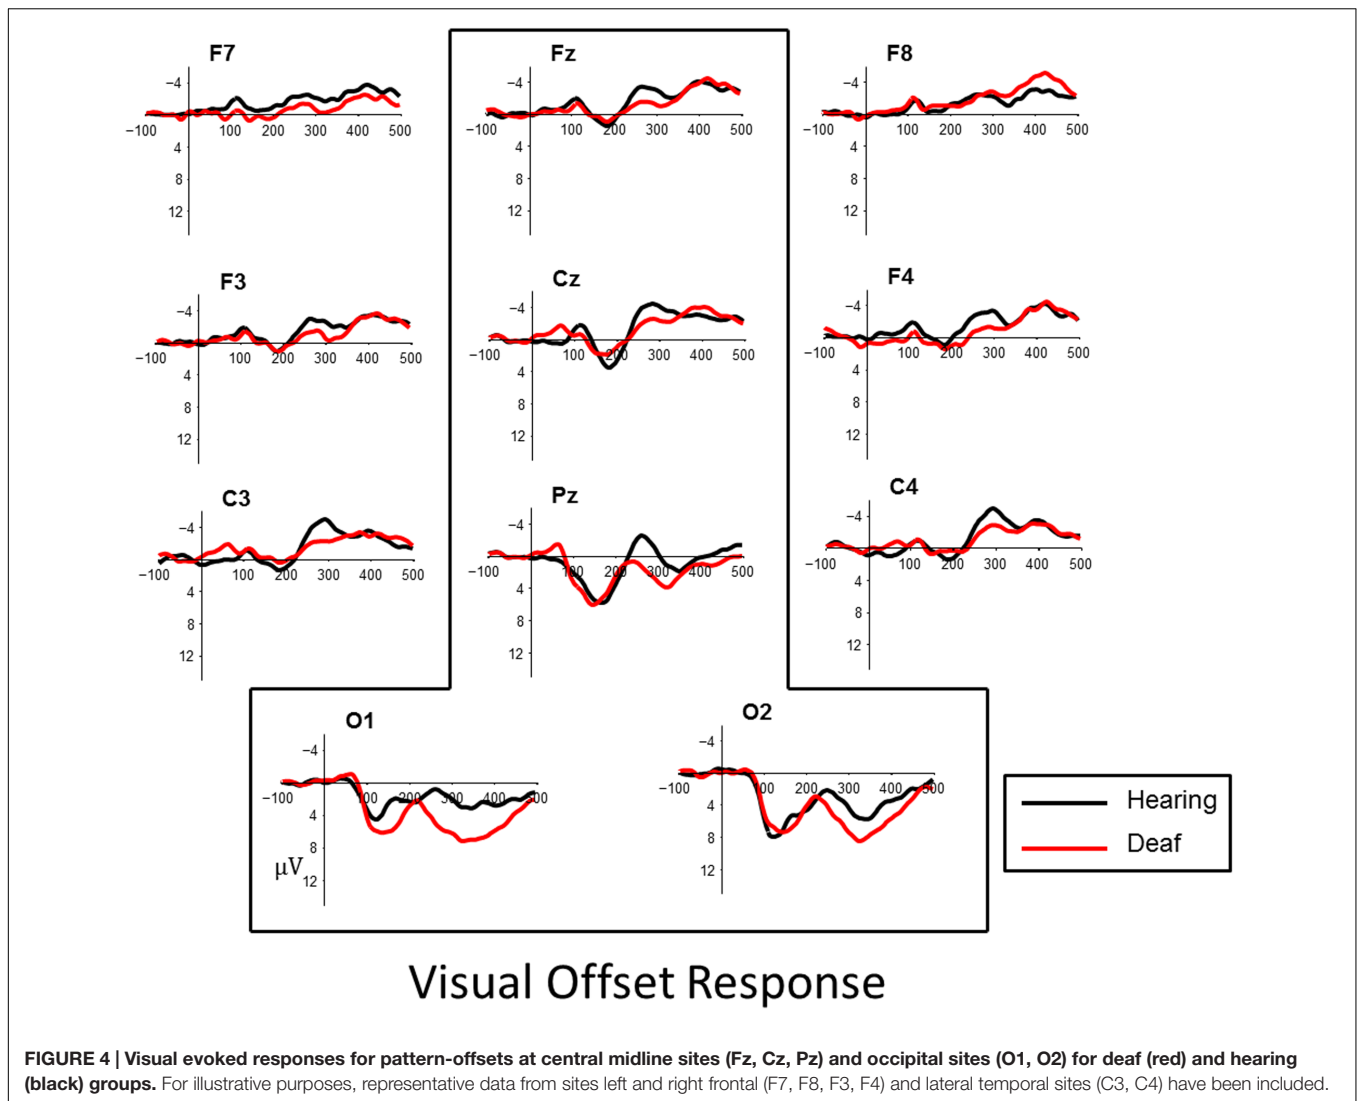 F7 Fz F8
−4 −4 −4
−100 100 200 300 400 500 −100 100 200 300 400 500 −100 100 200 300 400 500
4 4 4
8 8 8
12 12 12
F3 Cz F4
−4 −4 −4
−100 100 200 300 400 500 −100 100 200 300 400 500 −100 100 200 300 400 500
4 4 4
8 8 8
12 12 12
C3 Pz C4
−4 −4 −4
−100 100 200 300 400 500 −100 100 200 300 400 500 −100 100 200 300 400 500
4 4 4
8 8 8
12 12 12
O1 O2
−4 −4
−100 100 200 300 400 500 −100 100 200 300 400 500
4 4
8 8
μV 12 12
Hearing
Deaf
Visual Offset Response
FIGURE 4 | Visual evoked responses for pattern-offsets at central midline sites (Fz, Cz, Pz) and occipital sites (O1, O2) for deaf (red) and hearing
(black) groups. For illustrative purposes, representative data from sites left and right frontal (F7, F8, F3, F4) and lateral temporal sites (C3, C4) have been included.